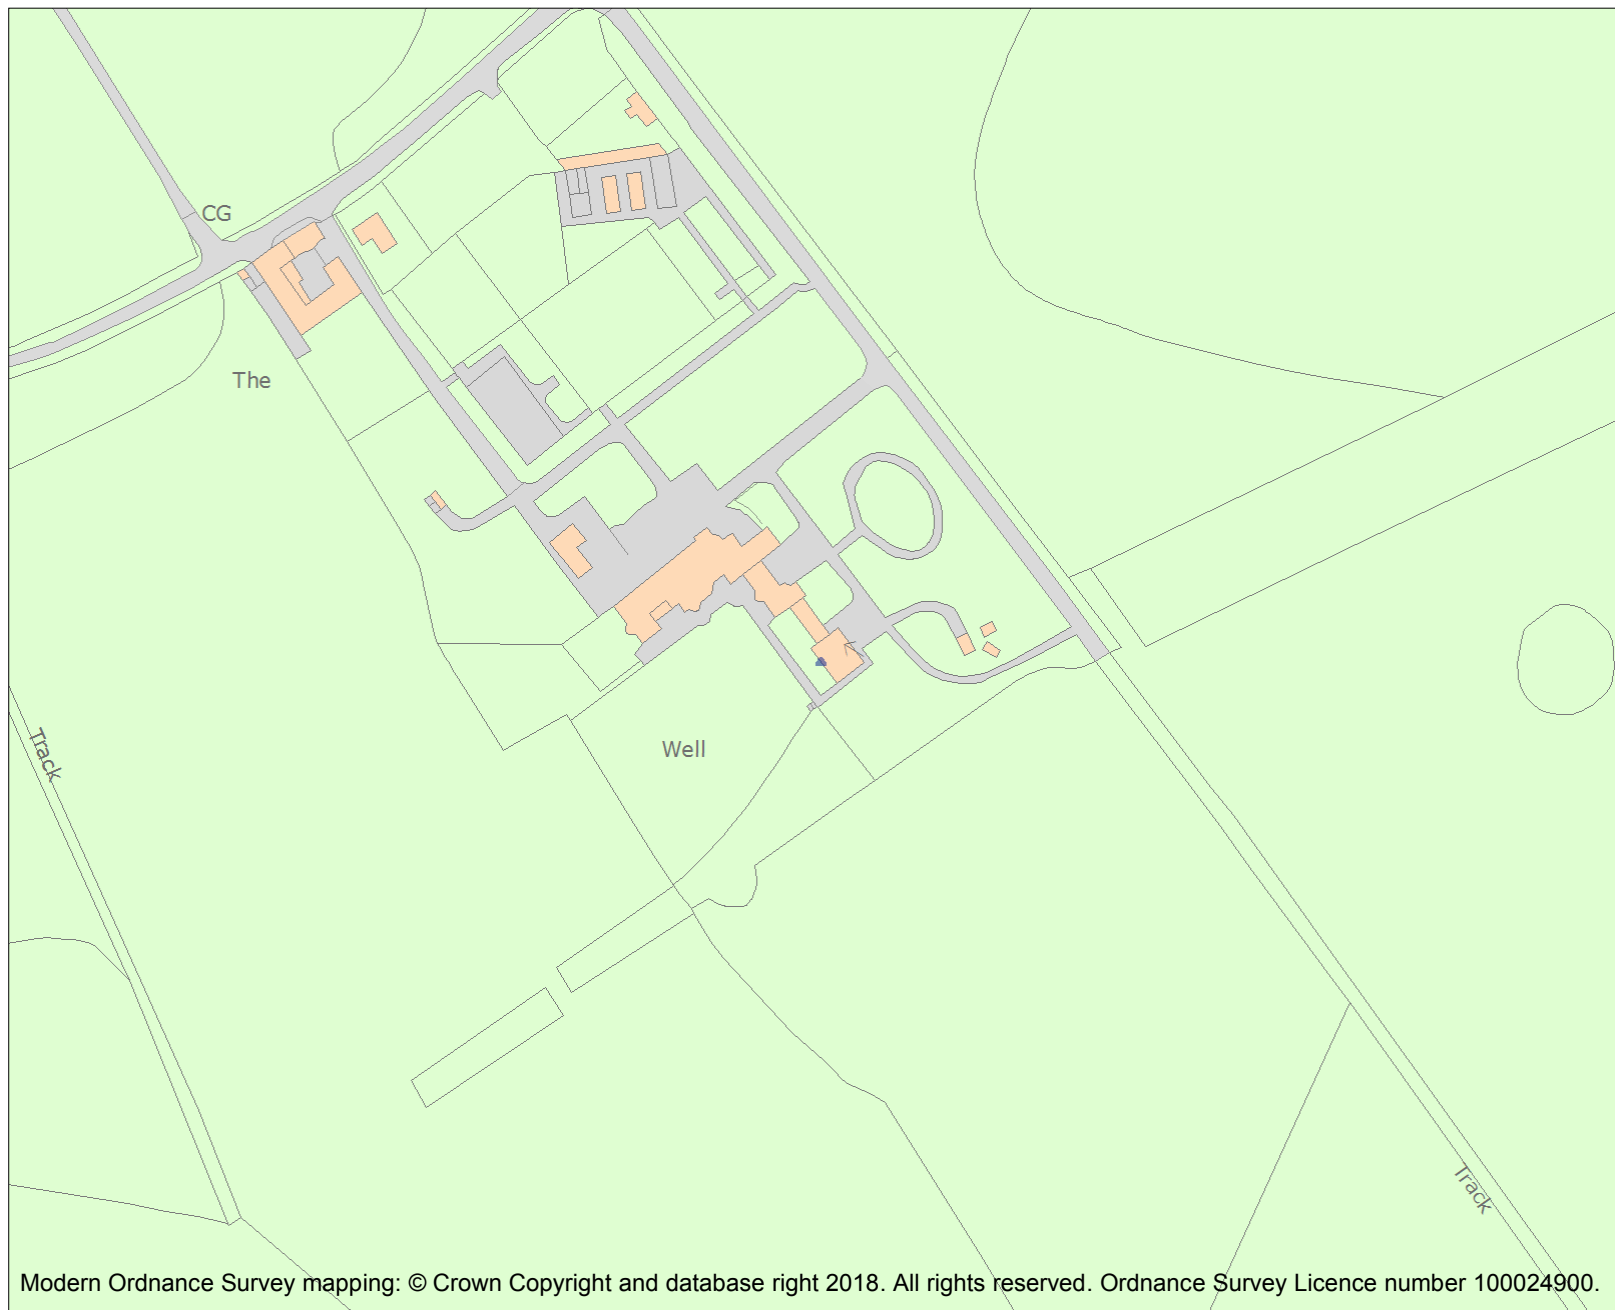 CG
The
Track
Well
Track
Modern Ordnance Survey mapping: © Crown Copyright and database right 2018. All rights reserved. Ordnance Survey Licence number 100024900.